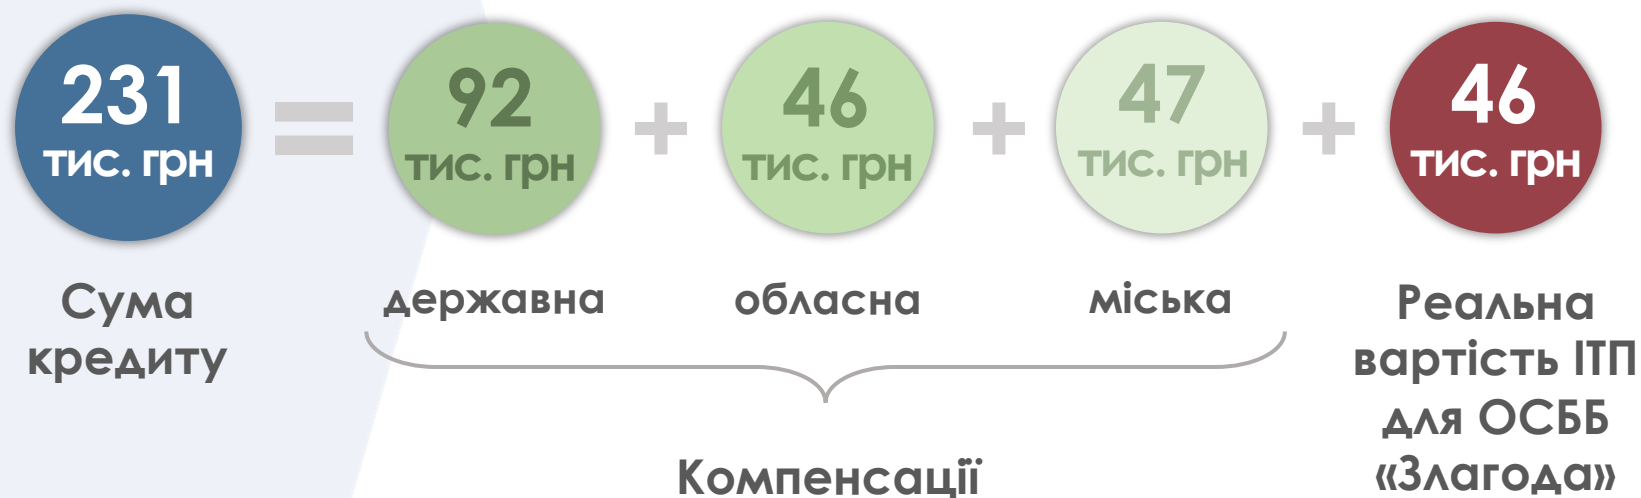 231
тис. грн
=
92
тис. грн
+
46
тис. грн
+
47
тис. грн
+
46
тис. грн
Сума
кредиту
державна
обласна
міська
Компенсації
Реальна
вартість ІТП
для ОСББ
«Злагода»